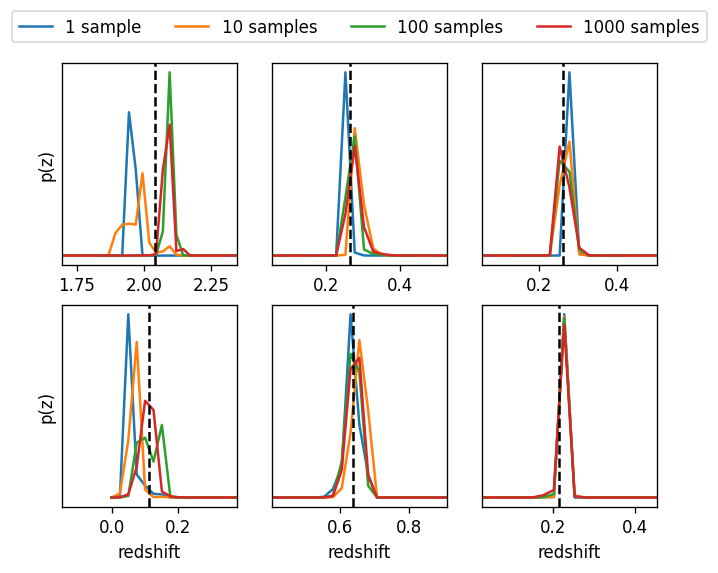 1 sample 10 samples 100 samples 1000 samples
p(z)
1.75 2.00 2.25 0.2 0.4 0.2 0.4
p(z)
0.0 0.2 0.6 0.8 0.2 0.4
redshift redshift redshift